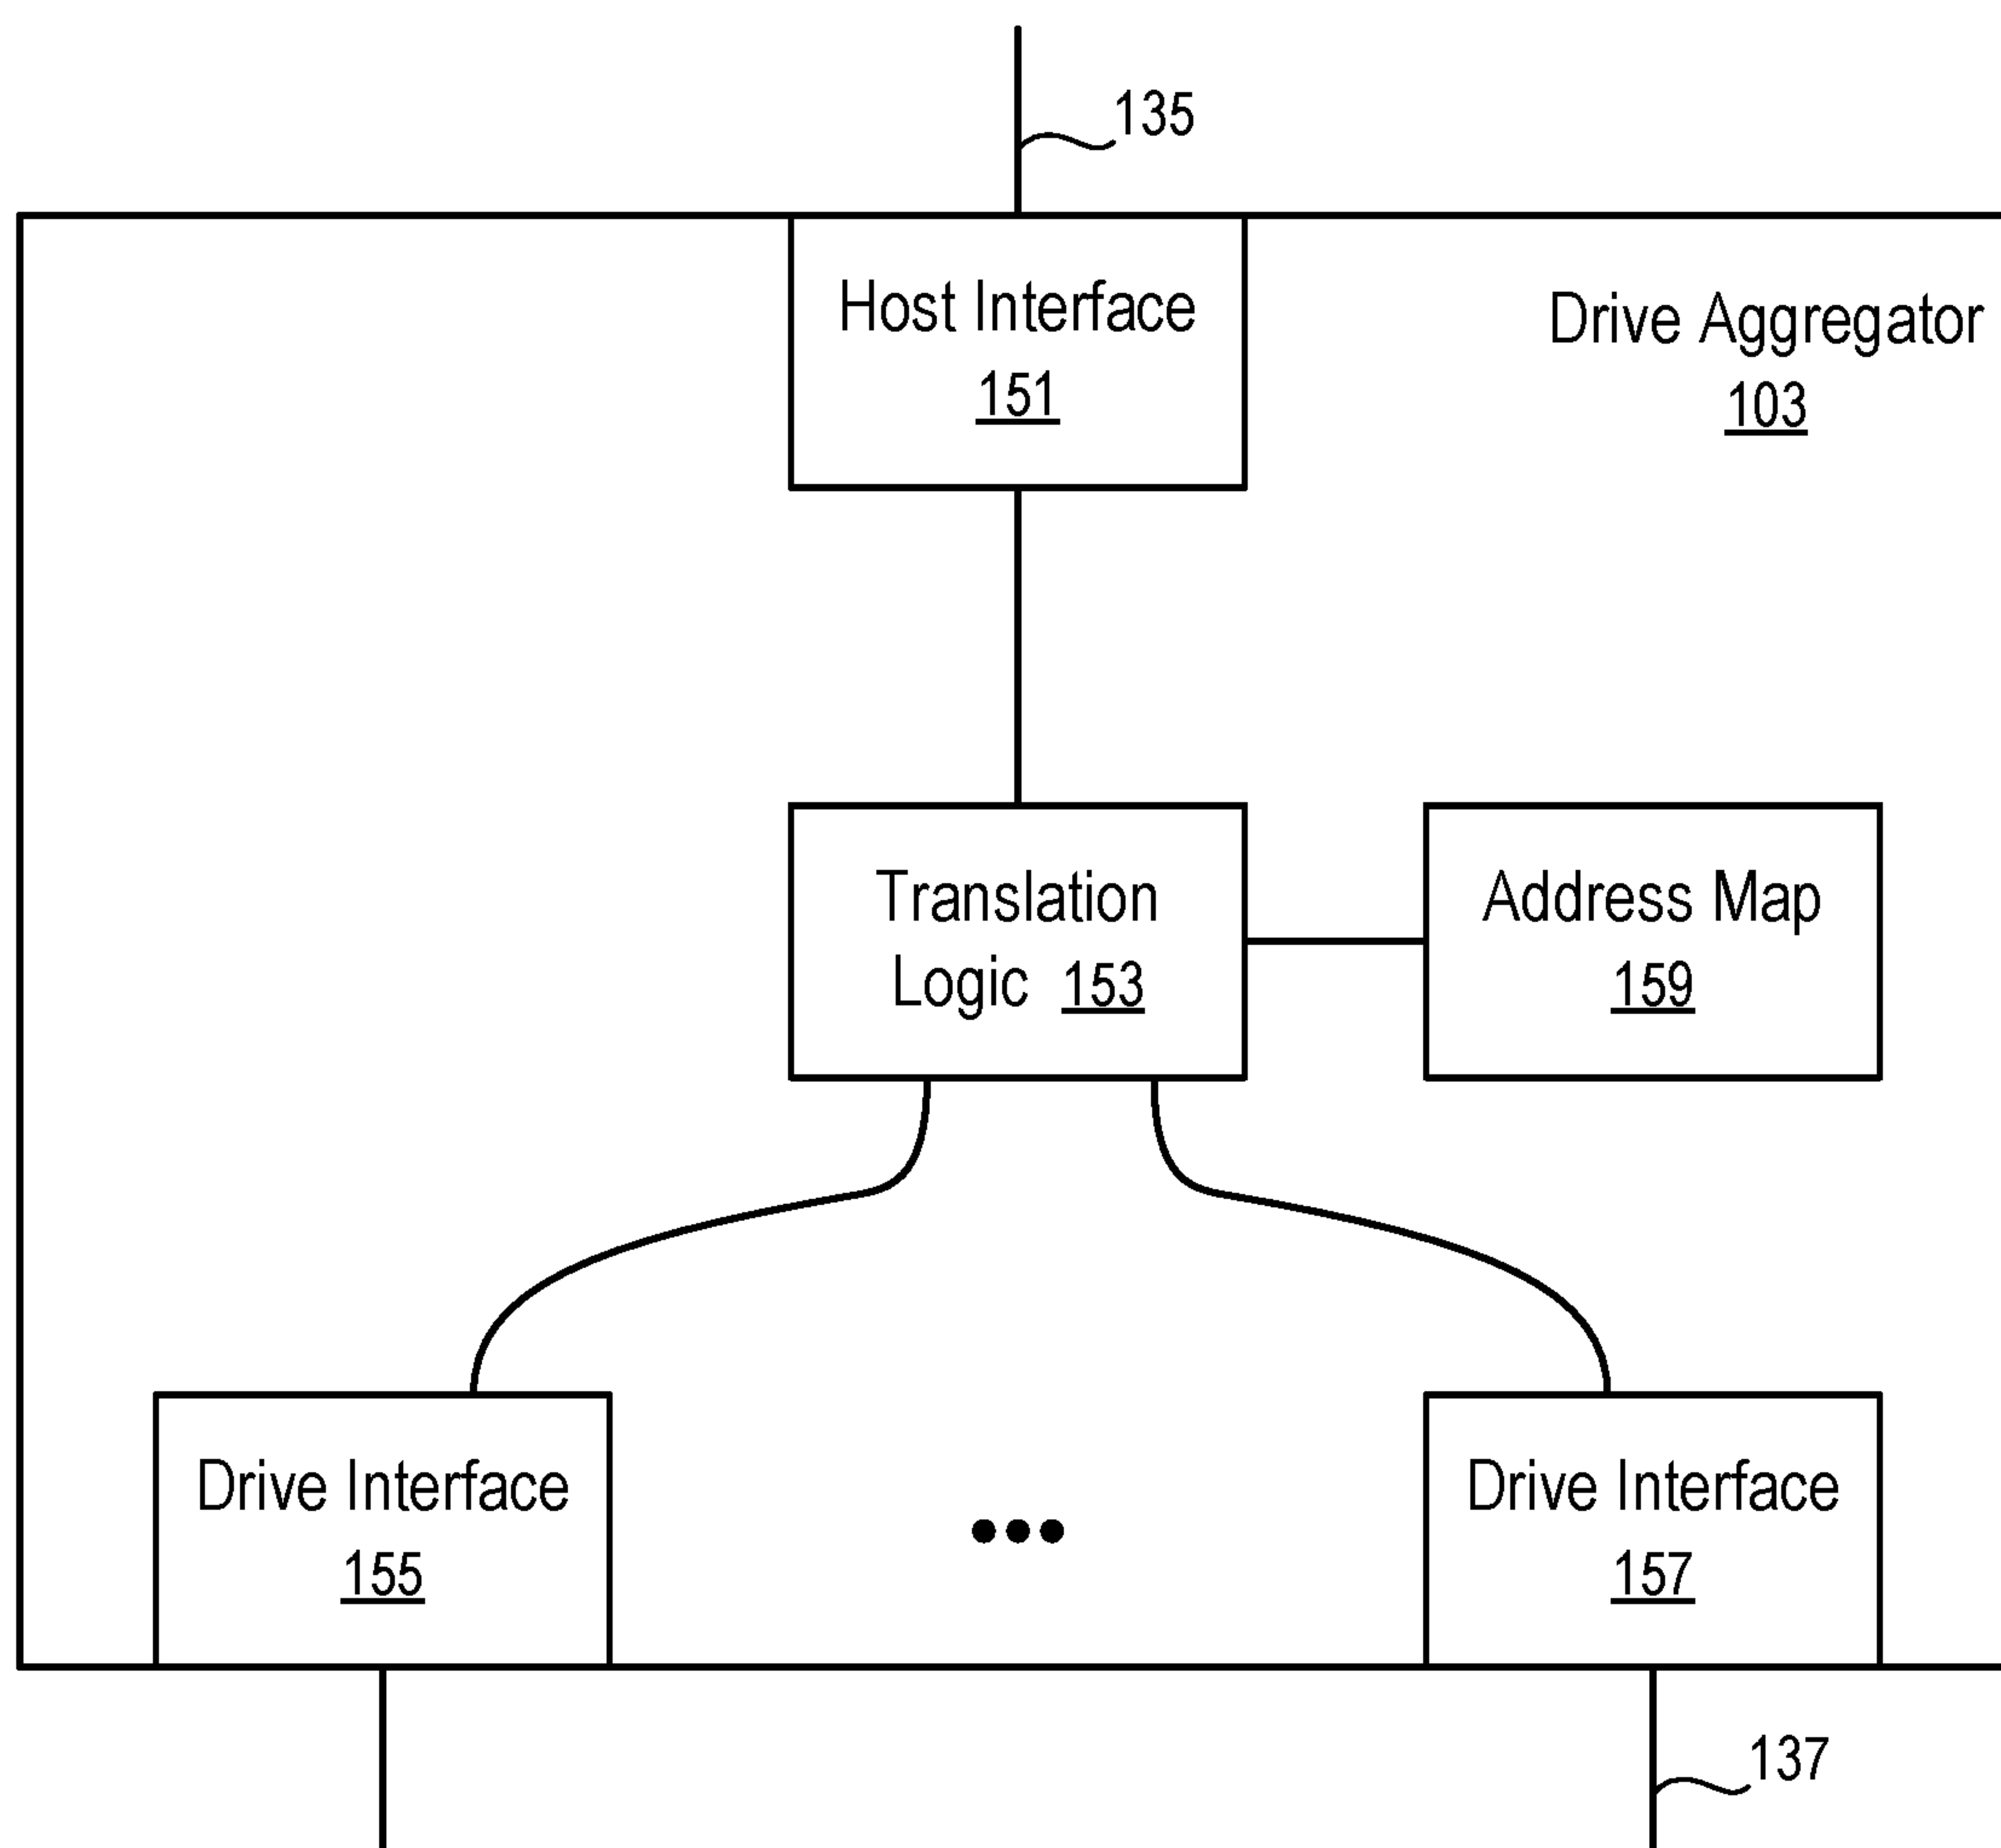 135
Host Interface
151
Drive Aggregator
103
Translation
Logic 153
Address Map
159
Drive Interface
155
•••
Drive Interface
157
137